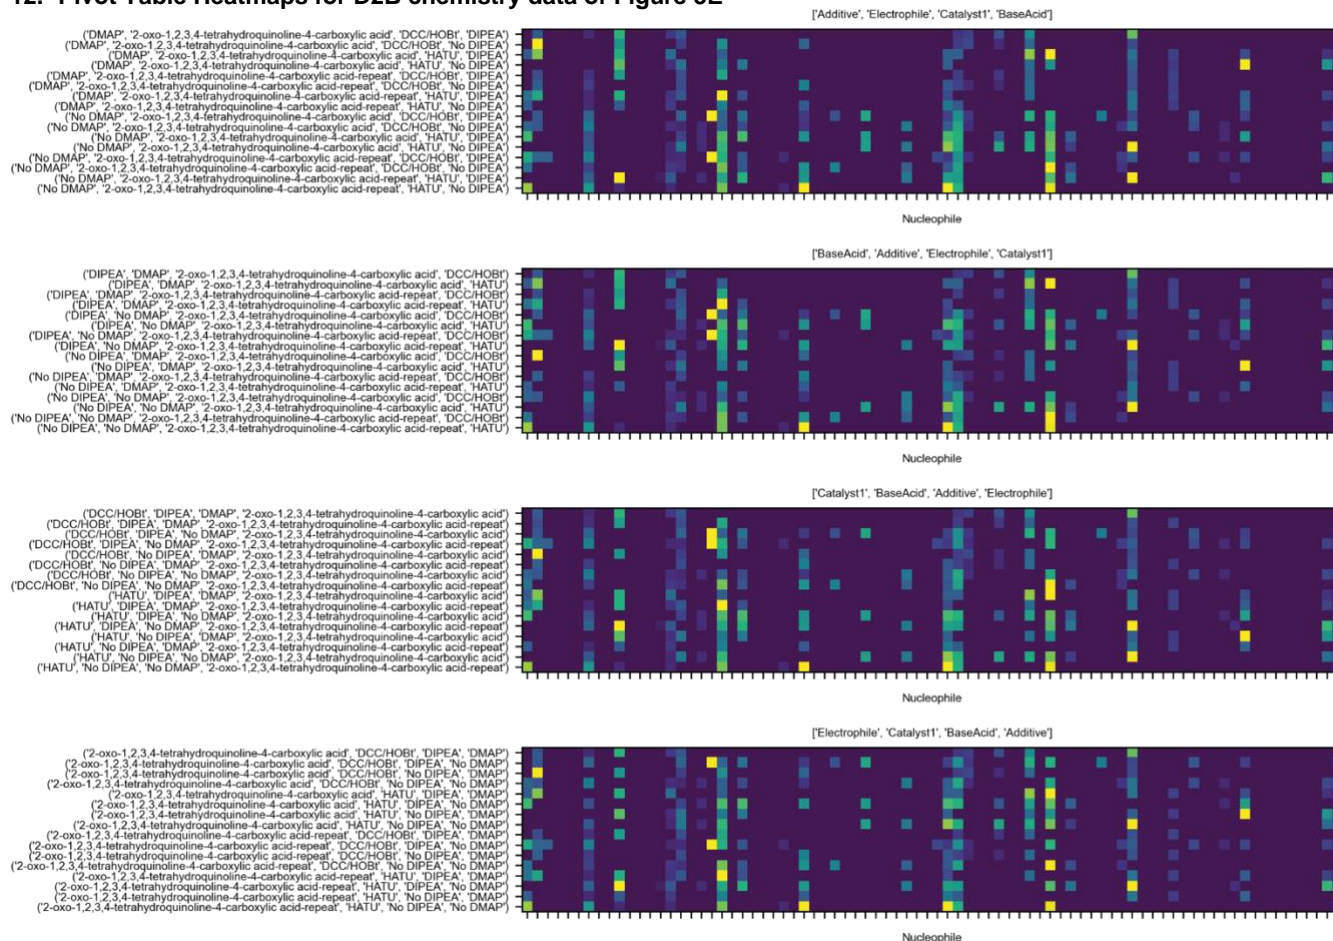 12. Pivot Table Heatmaps for D2B chemistry data of Figure 5E
['Additive', 'Electrophile', 'Catalyst1', 'BaseAcid']
('DMAP', '2-oxo-1,2,3,4-tetrahydroquinoline-4-carboxylic acid', 'DCC/HOBt', 'DIPEA')
('DMAP', '2-oxo-1,2,3,4-tetrahydroquinoline-4-carboxylic acid', 'DCC/HOBt', 'No DIPEA')
('DMAP', '2-oxo-1,2,3,4-tetrahydroquinoline-4-carboxylic acid', 'HATU', 'DIPEA')
('DMAP', '2-oxo-1,2,3,4-tetrahydroquinoline-4-carboxylic acid', 'HATU', 'No DIPEA')
('DMAP', '2-oxo-1,2,3,4-tetrahydroquinoline-4-carboxylic acid-repeat', 'DCC/HOBt', 'DIPEA')
('DMAP', '2-oxo-1,2,3,4-tetrahydroquinoline-4-carboxylic acid-repeat', 'DCC/HOBt', 'No DIPEA')
('DMAP', '2-oxo-1,2,3,4-tetrahydroquinoline-4-carboxylic acid-repeat', 'HATU', 'DIPEA')
('DMAP', '2-oxo-1,2,3,4-tetrahydroquinoline-4-carboxylic acid-repeat', 'HATU', 'No DIPEA')
('No DMAP', '2-oxo-1,2,3,4-tetrahydroquinoline-4-carboxylic acid', 'DCC/HOBt', 'DIPEA')
('No DMAP', '2-oxo-1,2,3,4-tetrahydroquinoline-4-carboxylic acid', 'DCC/HOBt', 'No DIPEA')
('No DMAP', '2-oxo-1,2,3,4-tetrahydroquinoline-4-carboxylic acid', 'HATU', 'DIPEA')
('No DMAP', '2-oxo-1,2,3,4-tetrahydroquinoline-4-carboxylic acid', 'HATU', 'No DIPEA')
('No DMAP', '2-oxo-1,2,3,4-tetrahydroquinoline-4-carboxylic acid-repeat', 'DCC/HOBt', 'DIPEA')
('No DMAP', '2-oxo-1,2,3,4-tetrahydroquinoline-4-carboxylic acid-repeat', 'DCC/HOBt', 'No DIPEA')
('No DMAP', '2-oxo-1,2,3,4-tetrahydroquinoline-4-carboxylic acid-repeat', 'HATU', 'DIPEA')
('No DMAP', '2-oxo-1,2,3,4-tetrahydroquinoline-4-carboxylic acid-repeat', 'HATU', 'No DIPEA')
Nucleophile
['BaseAcid', 'Additive', 'Electrophile', 'Catalyst1']
('DIPEA', 'DMAP', '2-oxo-1,2,3,4-tetrahydroquinoline-4-carboxylic acid', 'DCC/HOBt')
('DIPEA', 'DMAP', '2-oxo-1,2,3,4-tetrahydroquinoline-4-carboxylic acid', 'HATU')
('DIPEA', 'DMAP', '2-oxo-1,2,3,4-tetrahydroquinoline-4-carboxylic acid-repeat', 'DCC/HOBt')
('DIPEA', 'DMAP', '2-oxo-1,2,3,4-tetrahydroquinoline-4-carboxylic acid-repeat', 'HATU')
('DIPEA', 'No DMAP', '2-oxo-1,2,3,4-tetrahydroquinoline-4-carboxylic acid', 'DCC/HOBt')
('DIPEA', 'No DMAP', '2-oxo-1,2,3,4-tetrahydroquinoline-4-carboxylic acid', 'HATU')
('DIPEA', 'No DMAP', '2-oxo-1,2,3,4-tetrahydroquinoline-4-carboxylic acid-repeat', 'DCC/HOBt')
('DIPEA', 'No DMAP', '2-oxo-1,2,3,4-tetrahydroquinoline-4-carboxylic acid-repeat', 'HATU')
('No DIPEA', 'DMAP', '2-oxo-1,2,3,4-tetrahydroquinoline-4-carboxylic acid', 'DCC/HOBt')
('No DIPEA', 'DMAP', '2-oxo-1,2,3,4-tetrahydroquinoline-4-carboxylic acid', 'HATU')
('No DIPEA', 'DMAP', '2-oxo-1,2,3,4-tetrahydroquinoline-4-carboxylic acid-repeat', 'DCC/HOBt')
('No DIPEA', 'DMAP', '2-oxo-1,2,3,4-tetrahydroquinoline-4-carboxylic acid-repeat', 'HATU')
('No DIPEA', 'No DMAP', '2-oxo-1,2,3,4-tetrahydroquinoline-4-carboxylic acid', 'DCC/HOBt')
('No DIPEA', 'No DMAP', '2-oxo-1,2,3,4-tetrahydroquinoline-4-carboxylic acid', 'HATU')
('No DIPEA', 'No DMAP', '2-oxo-1,2,3,4-tetrahydroquinoline-4-carboxylic acid-repeat', 'DCC/HOBt')
('No DIPEA', 'No DMAP', '2-oxo-1,2,3,4-tetrahydroquinoline-4-carboxylic acid-repeat', 'HATU')
Nucleophile
['Catalyst1', 'BaseAcid', 'Additive', 'Electrophile']
('DCC/HOBt', 'DIPEA', 'DMAP', '2-oxo-1,2,3,4-tetrahydroquinoline-4-carboxylic acid')
('DCC/HOBt', 'DIPEA', 'DMAP', '2-oxo-1,2,3,4-tetrahydroquinoline-4-carboxylic acid-repeat')
('DCC/HOBt', 'DIPEA', 'No DMAP', '2-oxo-1,2,3,4-tetrahydroquinoline-4-carboxylic acid')
('DCC/HOBt', 'DIPEA', 'No DMAP', '2-oxo-1,2,3,4-tetrahydroquinoline-4-carboxylic acid-repeat')
('DCC/HOBt', 'No DIPEA', 'DMAP', '2-oxo-1,2,3,4-tetrahydroquinoline-4-carboxylic acid')
('DCC/HOBt', 'No DIPEA', 'DMAP', '2-oxo-1,2,3,4-tetrahydroquinoline-4-carboxylic acid-repeat')
('DCC/HOBt', 'No DIPEA', 'No DMAP', '2-oxo-1,2,3,4-tetrahydroquinoline-4-carboxylic acid')
('DCC/HOBt', 'No DIPEA', 'No DMAP', '2-oxo-1,2,3,4-tetrahydroquinoline-4-carboxylic acid-repeat')
('HATU', 'DIPEA', 'DMAP', '2-oxo-1,2,3,4-tetrahydroquinoline-4-carboxylic acid')
('HATU', 'DIPEA', 'DMAP', '2-oxo-1,2,3,4-tetrahydroquinoline-4-carboxylic acid-repeat')
('HATU', 'DIPEA', 'No DMAP', '2-oxo-1,2,3,4-tetrahydroquinoline-4-carboxylic acid')
('HATU', 'DIPEA', 'No DMAP', '2-oxo-1,2,3,4-tetrahydroquinoline-4-carboxylic acid-repeat')
('HATU', 'No DIPEA', 'DMAP', '2-oxo-1,2,3,4-tetrahydroquinoline-4-carboxylic acid')
('HATU', 'No DIPEA', 'DMAP', '2-oxo-1,2,3,4-tetrahydroquinoline-4-carboxylic acid-repeat')
('HATU', 'No DIPEA', 'No DMAP', '2-oxo-1,2,3,4-tetrahydroquinoline-4-carboxylic acid')
('HATU', 'No DIPEA', 'No DMAP', '2-oxo-1,2,3,4-tetrahydroquinoline-4-carboxylic acid-repeat')
Nucleophile
['Electrophile', 'Catalyst1', 'BaseAcid', 'Additive']
('2-oxo-1,2,3,4-tetrahydroquinoline-4-carboxylic acid', 'DCC/HOBt', 'DIPEA', 'DMAP')
('2-oxo-1,2,3,4-tetrahydroquinoline-4-carboxylic acid', 'DCC/HOBt', 'DIPEA', 'No DMAP')
('2-oxo-1,2,3,4-tetrahydroquinoline-4-carboxylic acid', 'DCC/HOBt', 'No DIPEA', 'DMAP')
('2-oxo-1,2,3,4-tetrahydroquinoline-4-carboxylic acid', 'DCC/HOBt', 'No DIPEA', 'No DMAP')
('2-oxo-1,2,3,4-tetrahydroquinoline-4-carboxylic acid', 'HATU', 'DIPEA', 'DMAP')
('2-oxo-1,2,3,4-tetrahydroquinoline-4-carboxylic acid', 'HATU', 'DIPEA', 'No DMAP')
('2-oxo-1,2,3,4-tetrahydroquinoline-4-carboxylic acid', 'HATU', 'No DIPEA', 'DMAP')
('2-oxo-1,2,3,4-tetrahydroquinoline-4-carboxylic acid', 'HATU', 'No DIPEA', 'No DMAP')
('2-oxo-1,2,3,4-tetrahydroquinoline-4-carboxylic acid-repeat', 'DCC/HOBt', 'DIPEA', 'DMAP')
('2-oxo-1,2,3,4-tetrahydroquinoline-4-carboxylic acid-repeat', 'DCC/HOBt', 'DIPEA', 'No DMAP')
('2-oxo-1,2,3,4-tetrahydroquinoline-4-carboxylic acid-repeat', 'DCC/HOBt', 'No DIPEA', 'DMAP')
('2-oxo-1,2,3,4-tetrahydroquinoline-4-carboxylic acid-repeat', 'DCC/HOBt', 'No DIPEA', 'No DMAP')
('2-oxo-1,2,3,4-tetrahydroquinoline-4-carboxylic acid-repeat', 'HATU', 'DIPEA', 'DMAP')
('2-oxo-1,2,3,4-tetrahydroquinoline-4-carboxylic acid-repeat', 'HATU', 'DIPEA', 'No DMAP')
('2-oxo-1,2,3,4-tetrahydroquinoline-4-carboxylic acid-repeat', 'HATU', 'No DIPEA', 'DMAP')
('2-oxo-1,2,3,4-tetrahydroquinoline-4-carboxylic acid-repeat', 'HATU', 'No DIPEA', 'No DMAP')
Nucleophile